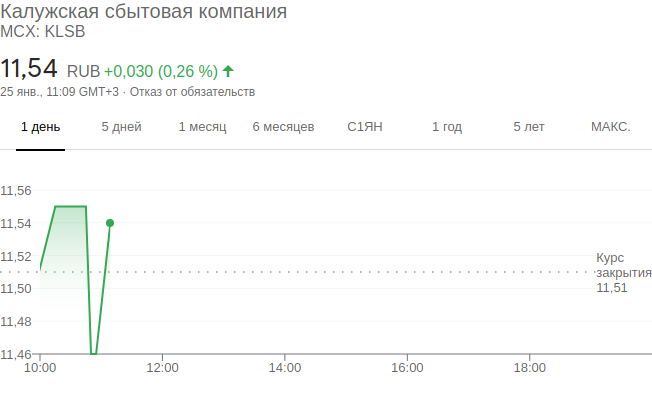 Калужская сбытовая компания
MCX: KLSB
11,54 RUB +0,030 (0,26 %)
25 янв., 11:09 GMT+3 · Отказ от обязательств
1 день 5 дней 1 месяц 6 месяцев С1ЯН 1 год 5 лет МАКС.
11,56
11,54
11,52
Курс
закрытия
11,50
11,51
11,48
11,46
10:00 12:00 14:00 16:00 18:00